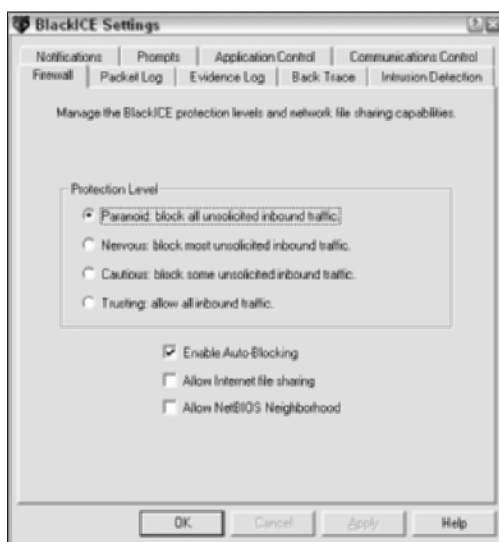 BlackICE Settings
Notifications Prompts Application Control Communications Control
Firewall Packet Log Evidence Log Back Trace Intrusion Detection
Manage the BlackICE protection levels and network file sharing capabilities.
Protection Level
Paranoid: block all unsolicited inbound traffic.
Nervous: block most unsolicited inbound traffic.
Cautious: block some unsolicited inbound traffic.
Trusting: allow all inbound traffic.
Enable Auto-Blocking
Allow Internet file sharing
Allow NetBIOS Neighborhood
OK Cancel Apply Help